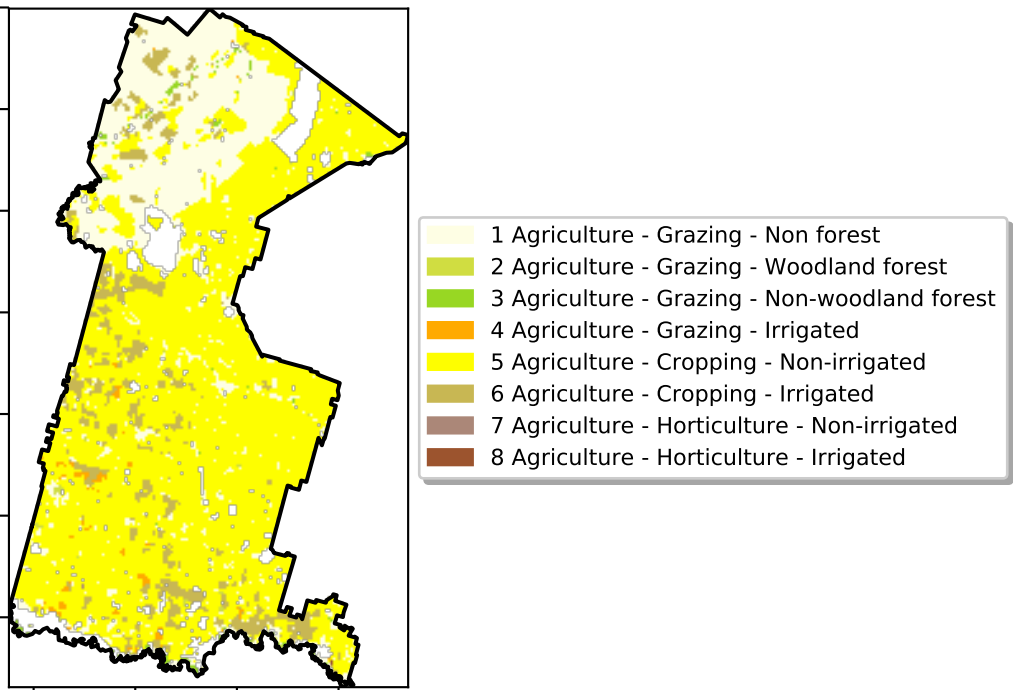 1 Agriculture - Grazing - Non forest
2 Agriculture - Grazing - Woodland forest
3 Agriculture - Grazing - Non-woodland forest
4 Agriculture - Grazing - Irrigated
5 Agriculture - Cropping - Non-irrigated
6 Agriculture - Cropping - Irrigated
7 Agriculture - Horticulture - Non-irrigated
8 Agriculture - Horticulture - Irrigated